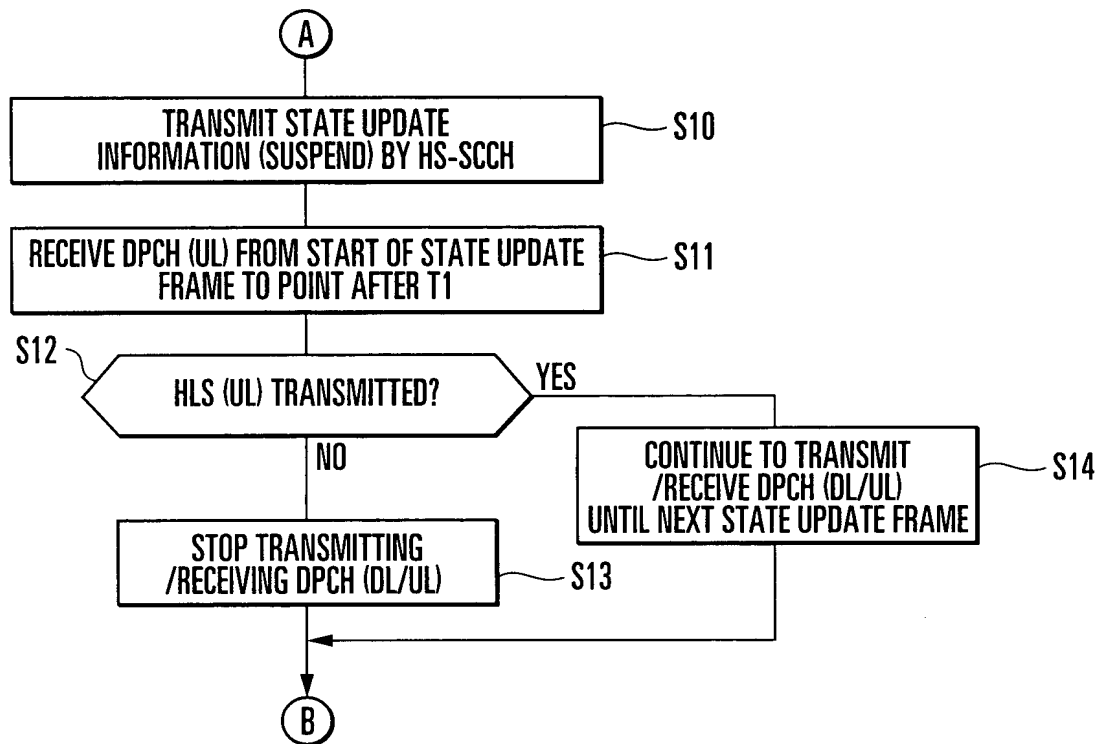 A
TRANSMIT STATE UPDATE
INFORMATION (SUSPEND) BY HS-SCCH
S10
RECEIVE DPCH (UL) FROM START OF STATE UPDATE
FRAME TO POINT AFTER T1
S11
S12
HLS (UL) TRANSMITTED?
YES
NO
CONTINUE TO TRANSMIT
/RECEIVE DPCH (DL/UL)
UNTIL NEXT STATE UPDATE FRAME
S14
STOP TRANSMITTING
/RECEIVING DPCH (DL/UL)
S13
B